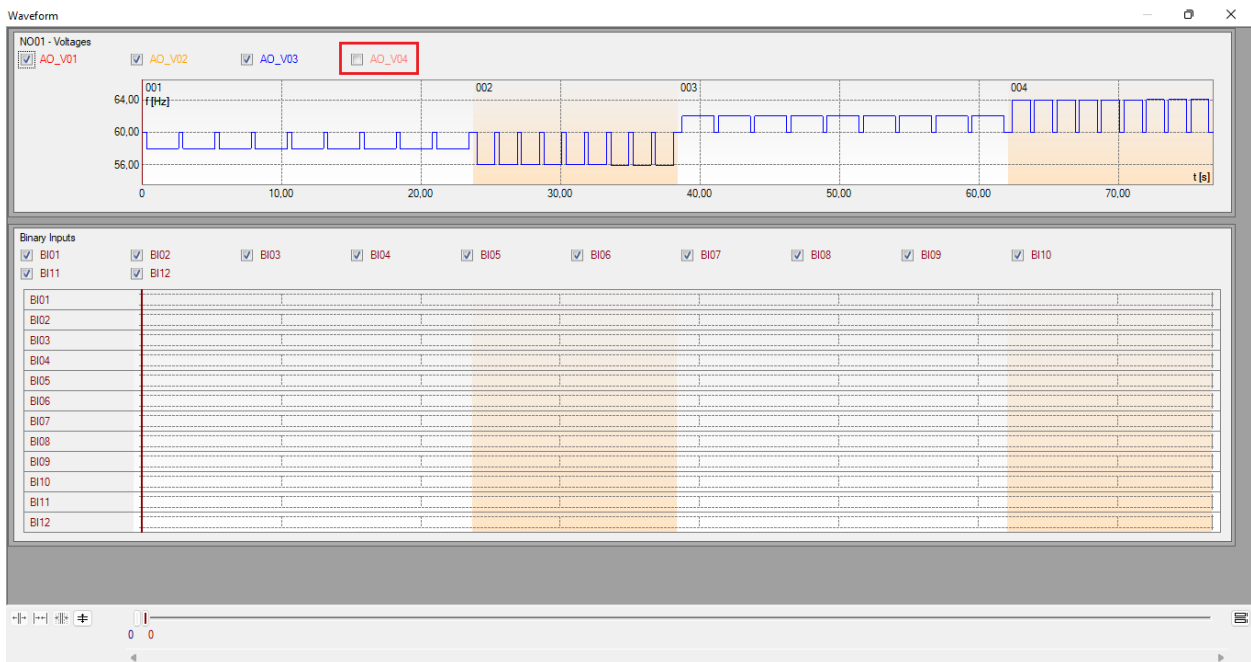 Waveform
NO01 - Voltages
AO_V01 AO_V02 AO_V03 AO_V04
001 002 003 004
f [Hz]
64,00
60,00
56,00
t [s]
0 10,00 20,00 30,00 40,00 50,00 60,00 70,00
Binary Inputs
BI01 BI02 BI03 BI04 BI05 BI06 BI07 BI08 BI09 BI10
BI11 BI12
BI01
BI02
BI03
BI04
BI05
BI06
BI07
BI08
BI09
BI10
BI11
BI12
0 0